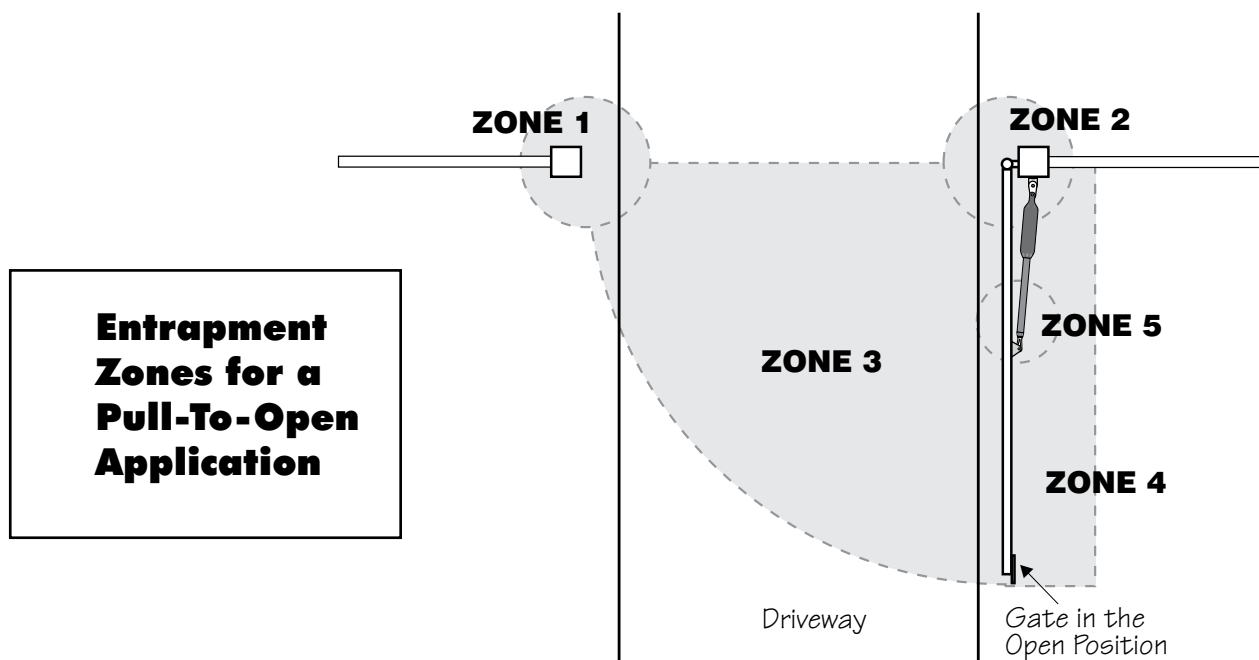 ZONE 1
ZONE 2
Entrapment
Zones for a
Pull-To-Open
Application
ZONE 3
ZONE 5
ZONE 4
Driveway
Gate in the
Open Position